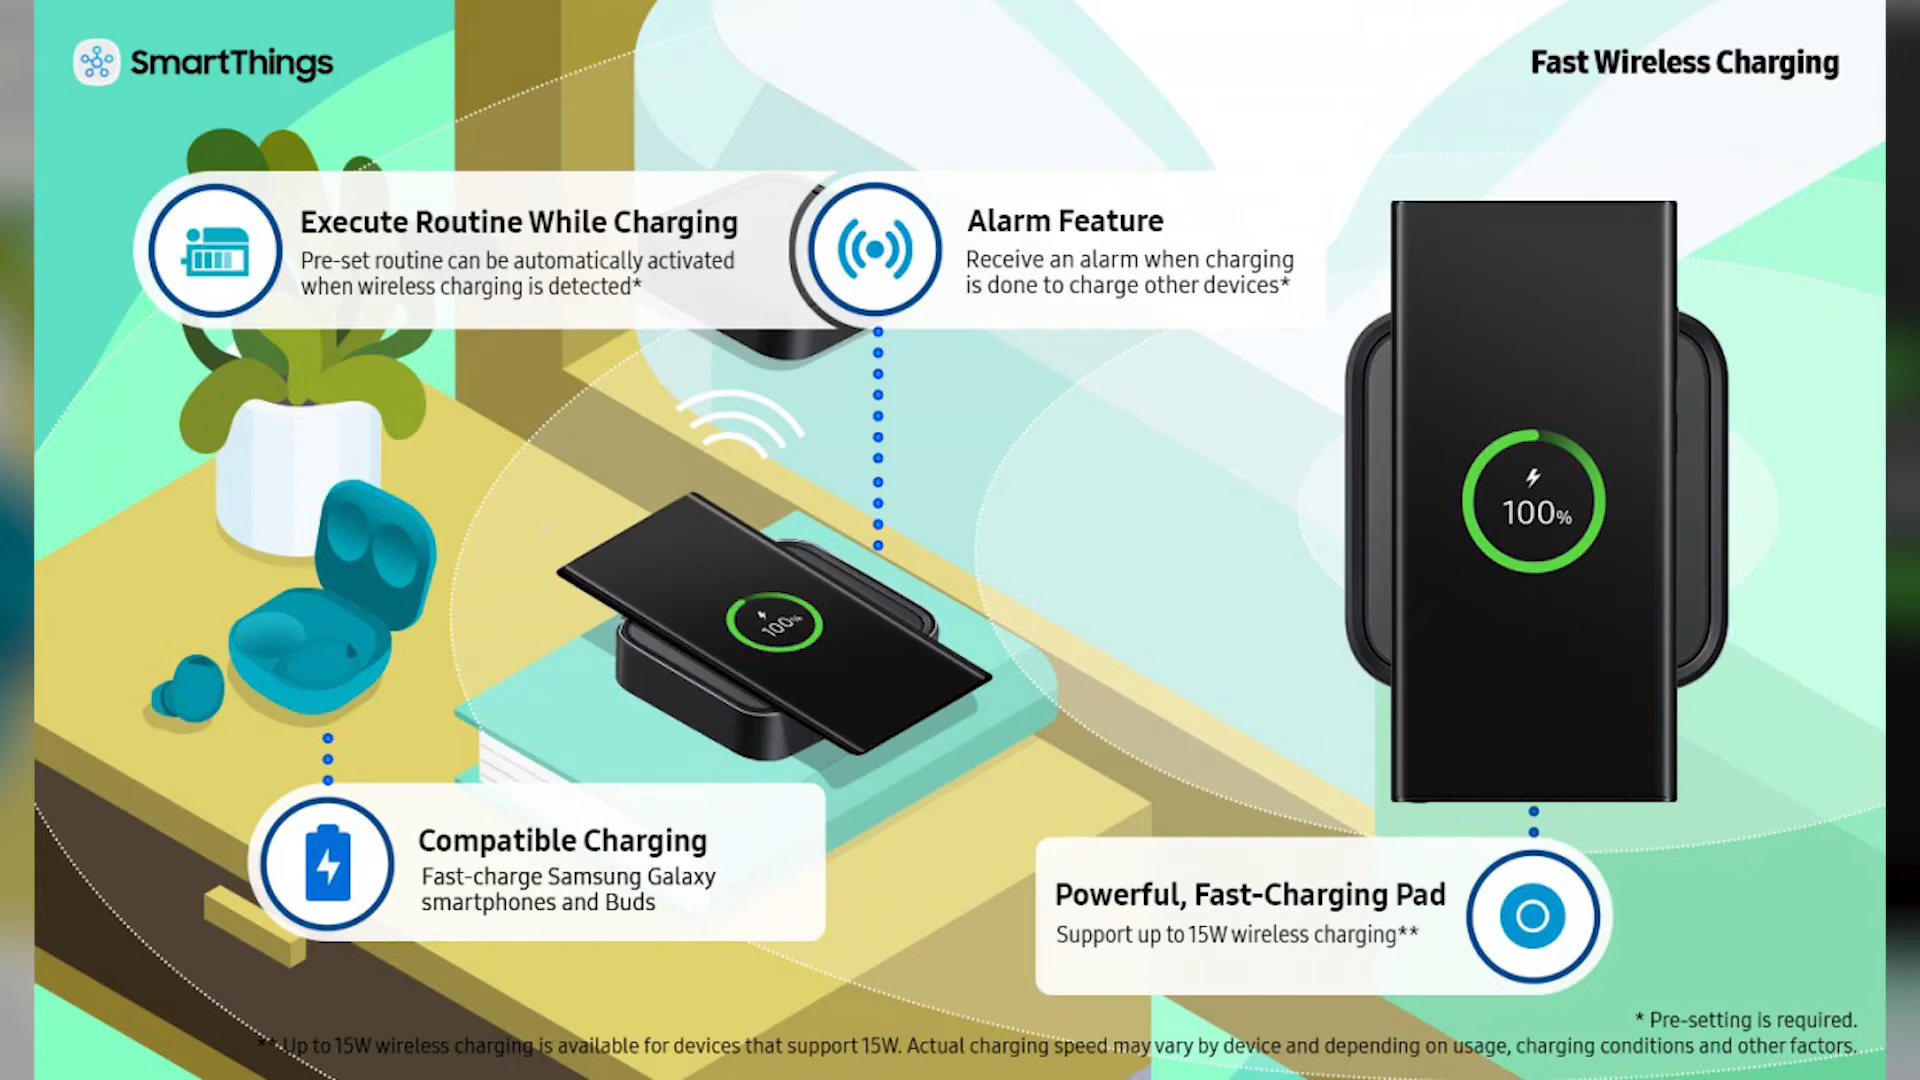 SmartThings
Fast Wireless Charging
Execute Routine While Charging
Pre-set routine can be automatically activated
when wireless charging is detected*
Alarm Feature
Receive an alarm when charging
is done to charge other devices*
100%
100%
Compatible Charging
Fast-charge Samsung Galaxy
smartphones and Buds
Powerful, Fast-Charging Pad
Support up to 15W wireless charging**
* Pre-setting is required.
** Up to 15W wireless charging is available for devices that support 15W. Actual charging speed may vary by device and depending on usage, charging conditions and other factors.